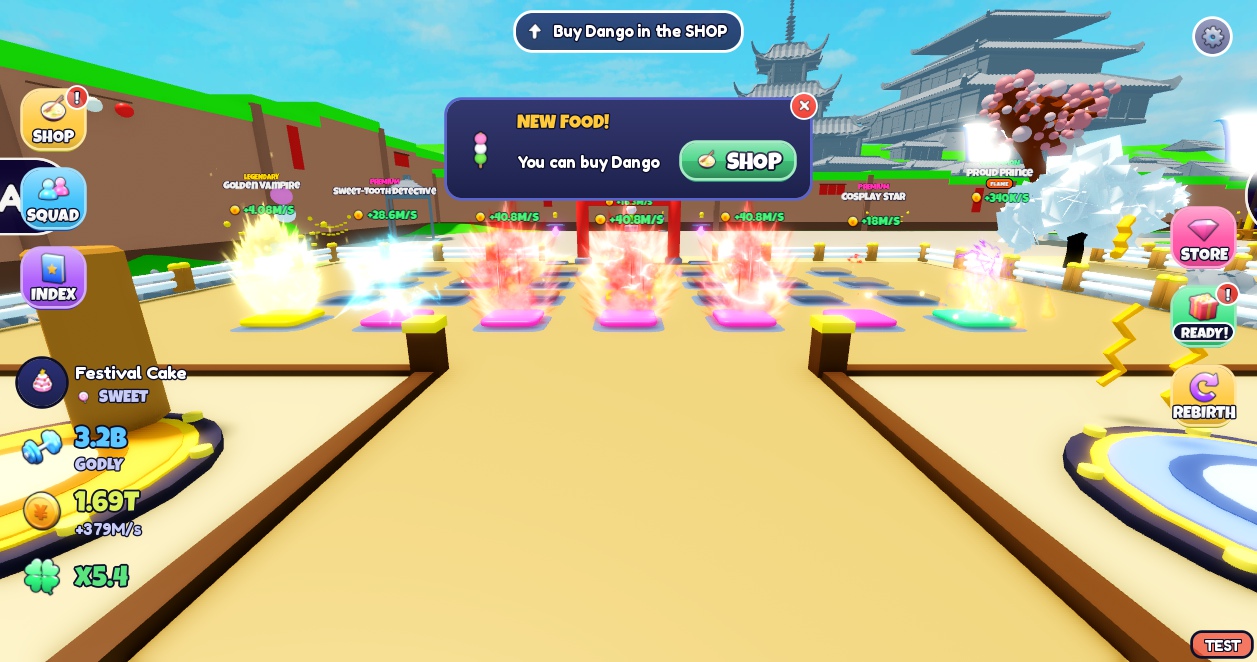 Buy Dango in the SHOP
NEW FOOD!
You can buy Dango
SHOP
!
SHOP
SQUAD
INDEX
LEGENDARY
GOLDEN VAMPIRE
+4.08M/S
PREMIUM
SWEET-TOOTH DETECTIVE
+28.6M/S
+40.8M/S
+40.8M/S
+40.8M/S
PREMIUM
COSPLAY STAR
+18M/S
PROUD PRINCE
FLAME
+340K/S
STORE
!
READY!
REBIRTH
Festival Cake
SWEET
3.2B
GODLY
1.69T
+379M/s
X5.4
TEST